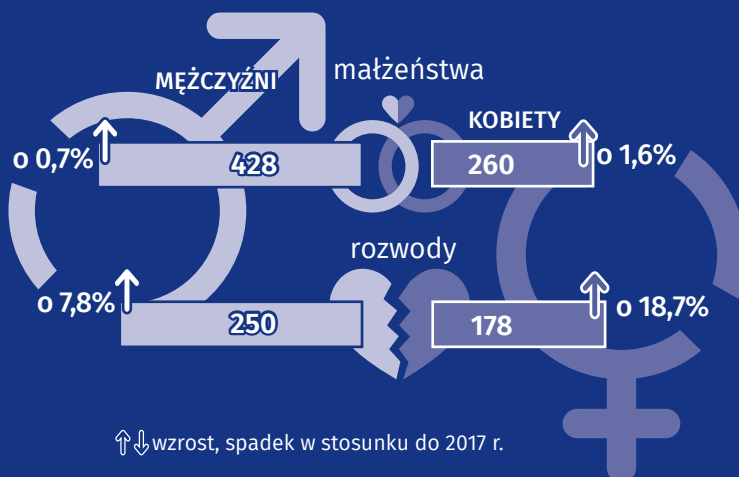 małżeństwa
MĘŻCZYŹNI
KOBIETY
o 0,7%
428
260
o 1,6%
rozwody
o 7,8%
250
178
o 18,7%
wzrost, spadek w stosunku do 2017 r.